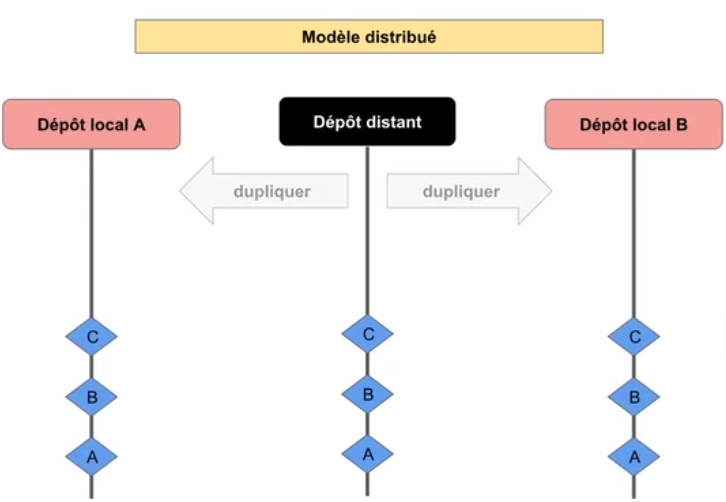 Modèle distribué
Dépôt local A
Dépôt distant
Dépôt local B
dupliquer
dupliquer
C
C
C
B
B
B
A
A
A